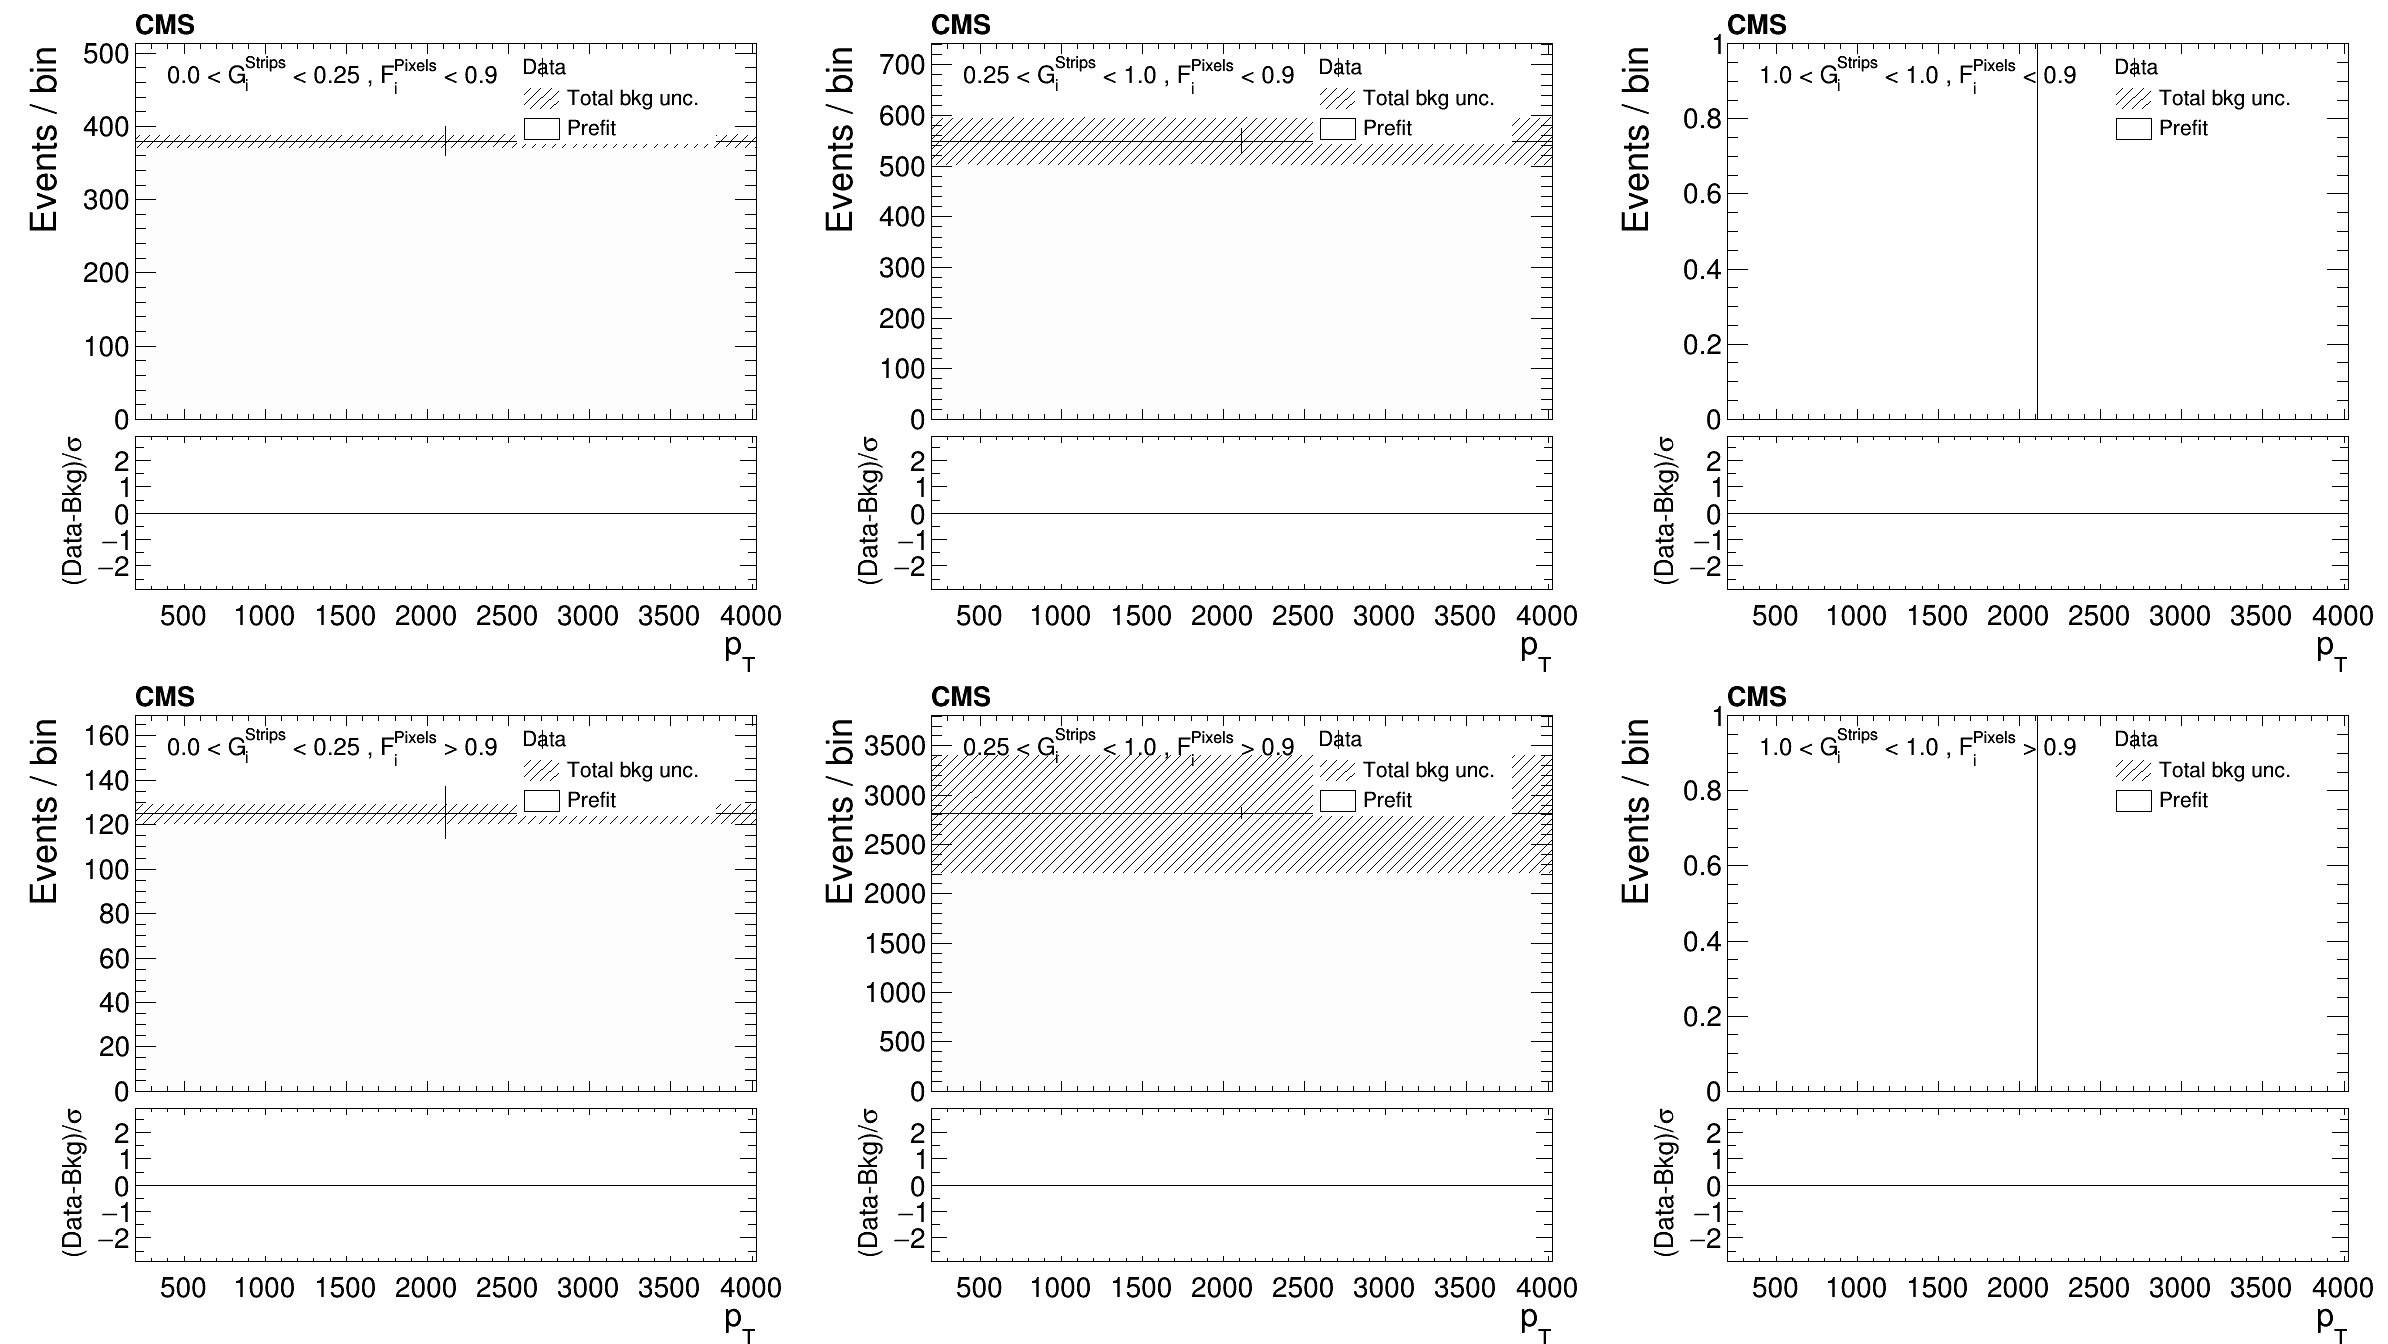 CMS
Events / bin
500
400
300
200
100
0
0.0 < G_i^Strips < 0.25 , F_i^Pixels < 0.9
Data
Total bkg unc.
Prefit
(Data-Bkg)/σ
2
1
0
−1
−2
500 1000 1500 2000 2500 3000 3500 4000
p_T
CMS
Events / bin
700
600
500
400
300
200
100
0
0.25 < G_i^Strips < 1.0 , F_i^Pixels < 0.9
Data
Total bkg unc.
Prefit
(Data-Bkg)/σ
2
1
0
−1
−2
500 1000 1500 2000 2500 3000 3500 4000
p_T
CMS
Events / bin
1
0.8
0.6
0.4
0.2
0
1.0 < G_i^Strips < 1.0 , F_i^Pixels < 0.9
Data
Total bkg unc.
Prefit
(Data-Bkg)/σ
2
1
0
−1
−2
500 1000 1500 2000 2500 3000 3500 4000
p_T
CMS
Events / bin
160
140
120
100
80
60
40
20
0
0.0 < G_i^Strips < 0.25 , F_i^Pixels > 0.9
Data
Total bkg unc.
Prefit
(Data-Bkg)/σ
2
1
0
−1
−2
500 1000 1500 2000 2500 3000 3500 4000
p_T
CMS
Events / bin
3500
3000
2500
2000
1500
1000
500
0
0.25 < G_i^Strips < 1.0 , F_i^Pixels > 0.9
Data
Total bkg unc.
Prefit
(Data-Bkg)/σ
2
1
0
−1
−2
500 1000 1500 2000 2500 3000 3500 4000
p_T
CMS
Events / bin
1
0.8
0.6
0.4
0.2
0
1.0 < G_i^Strips < 1.0 , F_i^Pixels > 0.9
Data
Total bkg unc.
Prefit
(Data-Bkg)/σ
2
1
0
−1
−2
500 1000 1500 2000 2500 3000 3500 4000
p_T